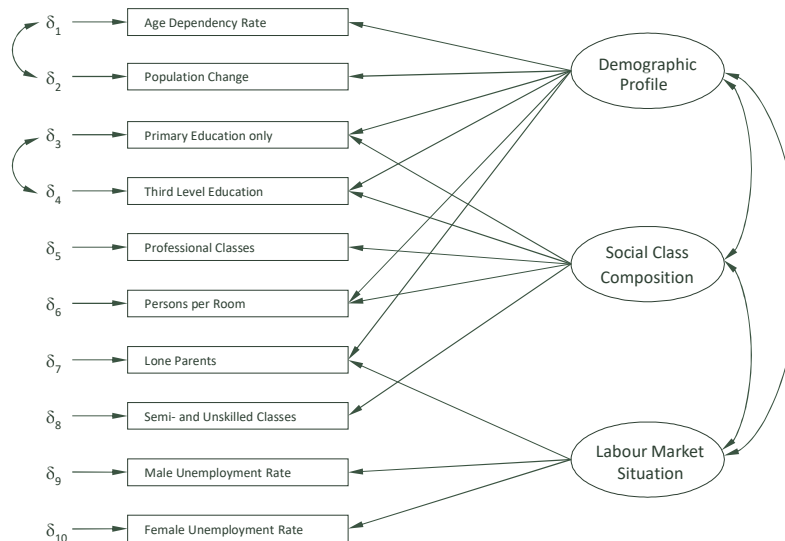 δ1 Age Dependency Rate
δ2 Population Change
δ3 Primary Education only
δ4 Third Level Education
δ5 Professional Classes
δ6 Persons per Room
δ7 Lone Parents
δ8 Semi- and Unskilled Classes
δ9 Male Unemployment Rate
δ10 Female Unemployment Rate
Demographic
Profile
Social Class
Composition
Labour Market
Situation